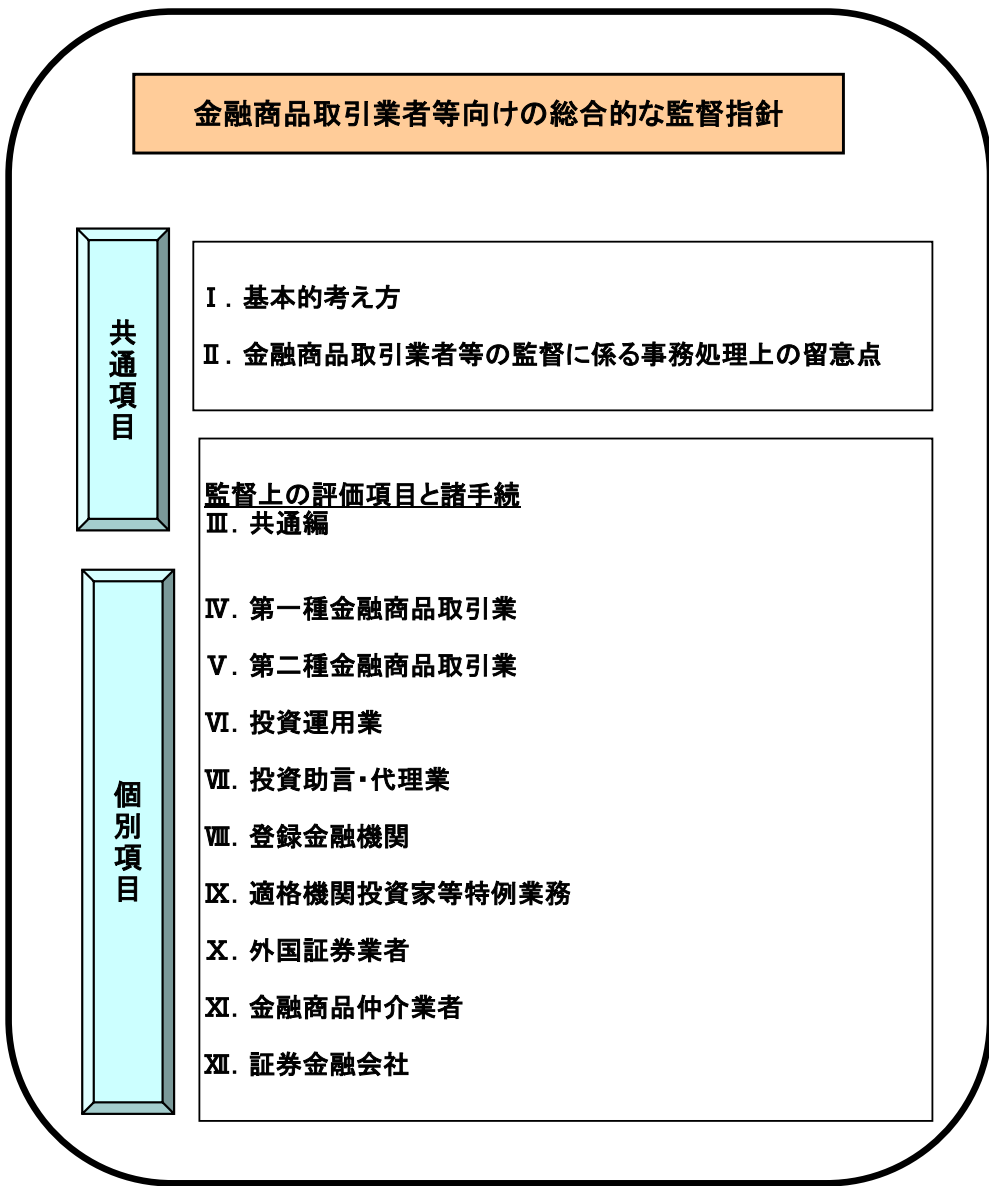 金融商品取引業者等向けの総合的な監督指針
共通項目
Ⅰ．基本的考え方
Ⅱ．金融商品取引業者等の監督に係る事務処理上の留意点
監督上の評価項目と諸手続
Ⅲ．共通編
個別項目
Ⅳ．第一種金融商品取引業
Ⅴ．第二種金融商品取引業
Ⅵ．投資運用業
Ⅶ．投資助言・代理業
Ⅷ．登録金融機関
Ⅸ．適格機関投資家等特例業務
Ⅹ．外国証券業者
Ⅺ．金融商品仲介業者
Ⅻ．証券金融会社